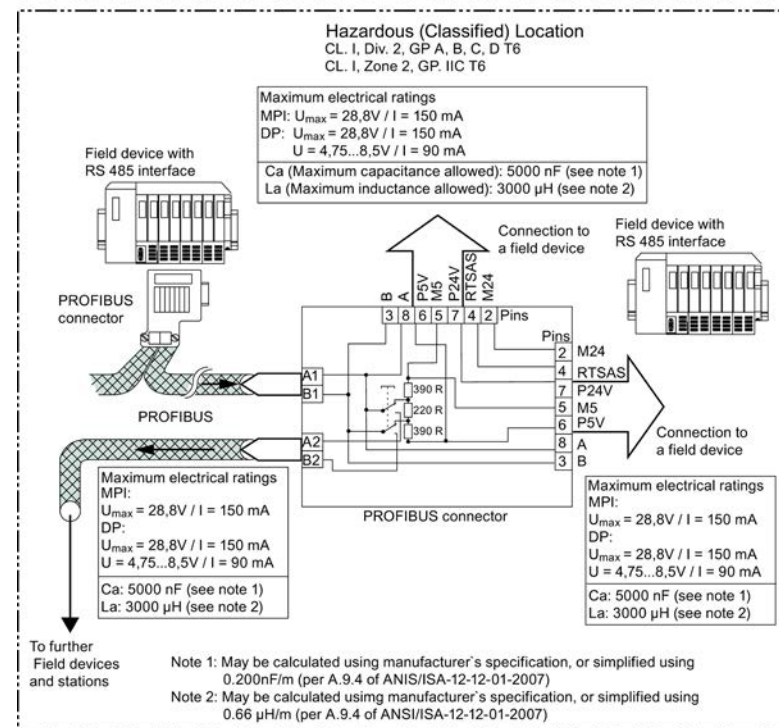 Hazardous (Classified) Location
CL. I, Div. 2, GP A, B, C, D T6
CL. I, Zone 2, GP. IIC T6
Maximum electrical ratings
MPI: Umax = 28,8V / I = 150 mA
DP: Umax = 28,8V / I = 150 mA
U = 4,75...8,5V / I = 90 mA
Ca (Maximum capacitance allowed): 5000 nF (see note 1)
La (Maximum inductance allowed): 3000 µH (see note 2)
Field device with
RS 485 interface
PROFIBUS
connector
Connection to
a field device
Field device with
RS 485 interface
B
A
P5V
M5
P24V
RTSAS
M24
3 8 6 5 7 4 2 Pins
Pins
2 M24
4 RTSAS
7 P24V
5 M5
6 P5V
8 A
3 B
A1
B1
390 R
220 R
390 R
A2
B2
PROFIBUS
Connection to
a field device
PROFIBUS connector
Maximum electrical ratings
MPI:
Umax = 28,8V / I = 150 mA
DP:
Umax = 28,8V / I = 150 mA
U = 4,75...8,5V / I = 90 mA
Ca: 5000 nF (see note 1)
La: 3000 µH (see note 2)
Maximum electrical ratings
MPI:
Umax = 28,8V / I = 150 mA
DP:
Umax = 28,8V / I = 150 mA
U = 4,75...8,5V / I = 90 mA
Ca: 5000 nF (see note 1)
La: 3000 µH (see note 2)
To further
Field devices
and stations
Note 1: May be calculated using manufacturer`s specification, or simplified using
0.200nF/m (per A.9.4 of ANIS/ISA-12-12-01-2007)
Note 2: May be calculated usimg manufacturer`s specification, or simplified using
0.66 µH/m (per A.9.4 of ANSI/ISA-12-12-01-2007)